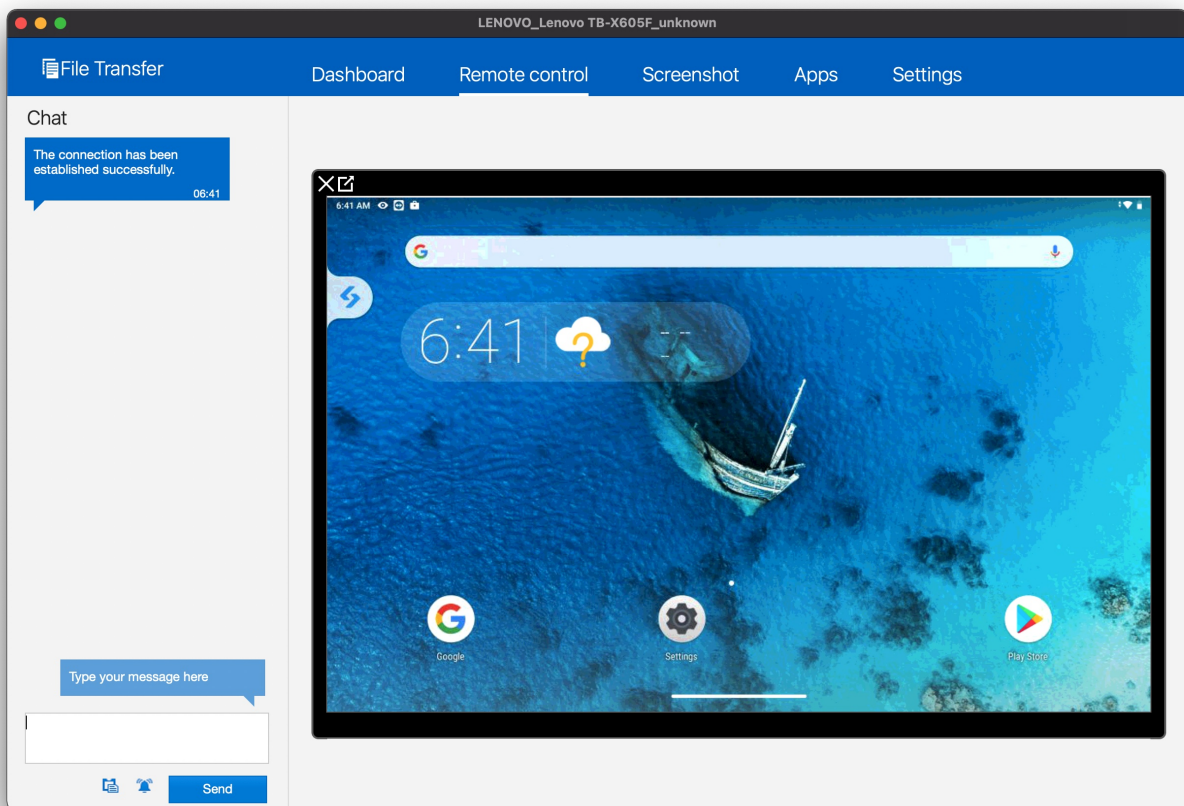 LENOVO_Lenovo TB-X605F_unknown
File Transfer
Dashboard
Remote control
Screenshot
Apps
Settings
Chat
The connection has been
established successfully.
06:41
6:41 AM
6:41
Google
Settings
Play Store
Type your message here
Send